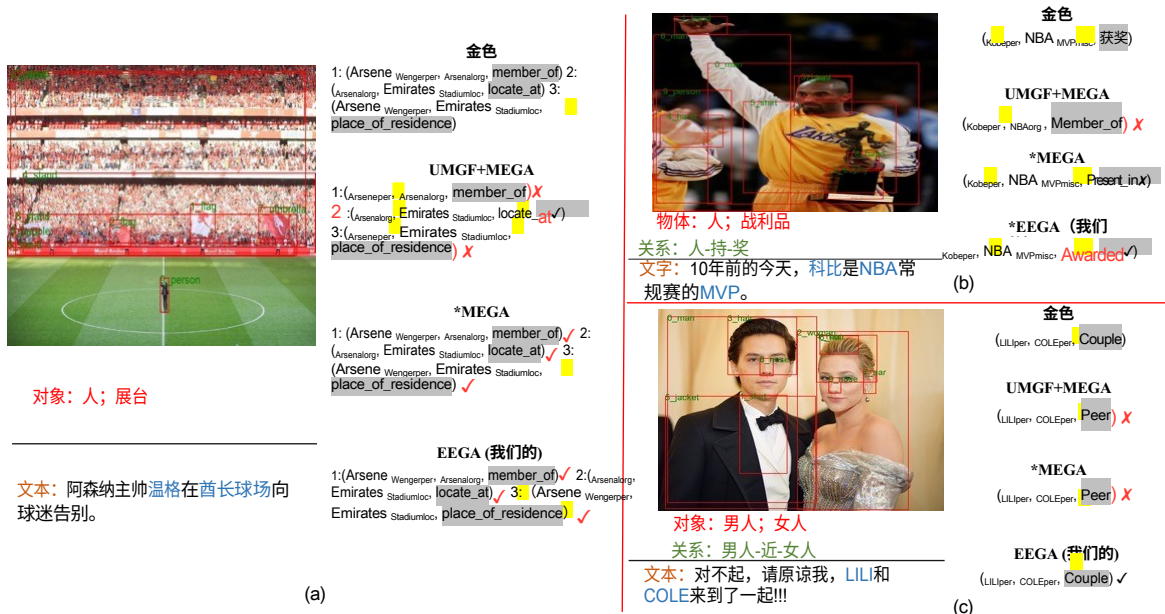 金色
1: (Arsene Wengerper, Arsenalorg, member_of) 2:
(Arsenalorg, Emirates Stadiumloc, locate_at) 3:
(Arsene Wengerper, Emirates Stadiumloc,
place_of_residence)
UMGF+MEGA
1:(Arseneper, Arsenalorg, member_of)✗
2 :(Arsenalorg, Emirates Stadiumloc, locate_at✓)
3:(Arseneper, Emirates Stadiumloc,
place_of_residence) ✗
*MEGA
1: (Arsene Wengerper, Arsenalorg, member_of)✓ 2:
(Arsenalorg, Emirates Stadiumloc, locate_at)✓ 3:
(Arsene Wengerper, Emirates Stadiumloc,
place_of_residence) ✓
EEGA (我们的)
1:(Arsene Wengerper, Arsenalorg, member_of)✓ 2:(Arsenalorg,
Emirates Stadiumloc, locate_at)✓ 3: (Arsene Wengerper,
Emirates Stadiumloc, place_of_residence) ✓
0_person
对象：人；展台
文本：阿森纳主帅温格在酋长球场向
球迷告别。
(a)
金色
(Kobeper, NBA MVPmisc, 获奖)
UMGF+MEGA
(Kobeper, NBAorg, Member_of) ✗
*MEGA
(Kobeper, NBA MVPmisc, Present_in✗)
*EEGA（我们
Kobeper, NBA MVPmisc, Awarded✓)
物体：人；战利品
关系：人-持-奖
文字：10年前的今天，科比是NBA常
规赛的MVP。
(b)
金色
(LILIper, COLEper, Couple)
UMGF+MEGA
(LILIper, COLEper, Peer) ✗
*MEGA
(LILIper, COLEper, Peer) ✗
EEGA (我们的)
(LILIper, COLEper, Couple) ✓
0_man
3_hair
2_woman
5_jacket
对象：男人；女人
关系：男人-近-女人
文本：对不起，请原谅我，LILI和
COLE来到了一起!!!
(c)